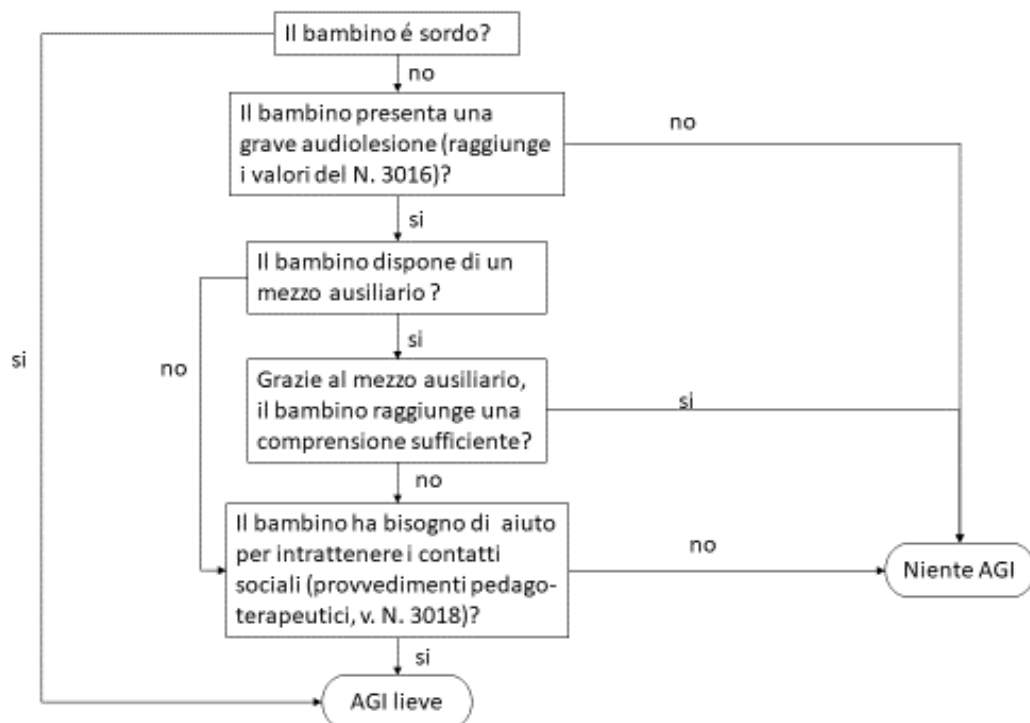 Il bambino é sordo?
no
Il bambino presenta una
grave audiolesione (raggiunge
i valori del N. 3016)?
no
si
Il bambino dispone di un
mezzo ausiliario ?
si
no
si
Grazie al mezzo ausiliario,
il bambino raggiunge una
comprensione sufficiente?
si
no
Il bambino ha bisogno di aiuto
per intrattenere i contatti
sociali (provvedimenti pedago-
terapeutici, v. N. 3018)?
no
Niente AGI
si
AGI lieve